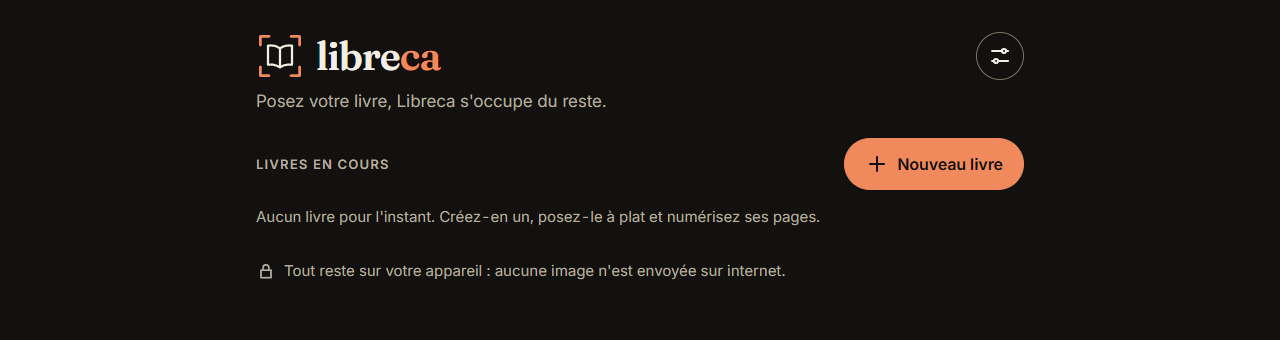 libreca
Posez votre livre, Libreca s'occupe du reste.
LIVRES EN COURS
Nouveau livre
Aucun livre pour l'instant. Créez-en un, posez-le à plat et numérisez ses pages.
Tout reste sur votre appareil : aucune image n'est envoyée sur internet.